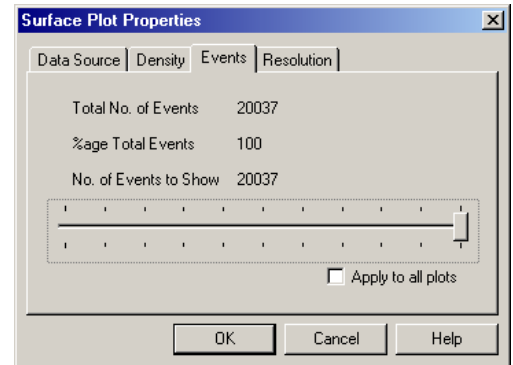 Surface Plot Properties
Data Source Density Events Resolution
Total No. of Events 20037
%age Total Events 100
No. of Events to Show 20037
Apply to all plots
OK Cancel Help